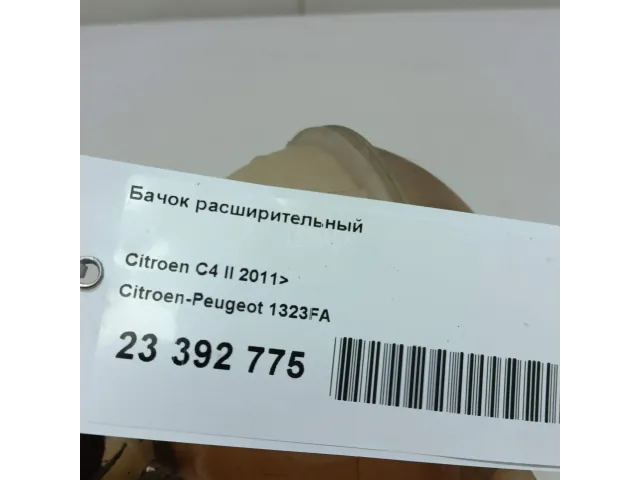 Бачок расширительный
Citroen C4 II 2011>
Citroen-Peugeot 1323FA
23 392 775